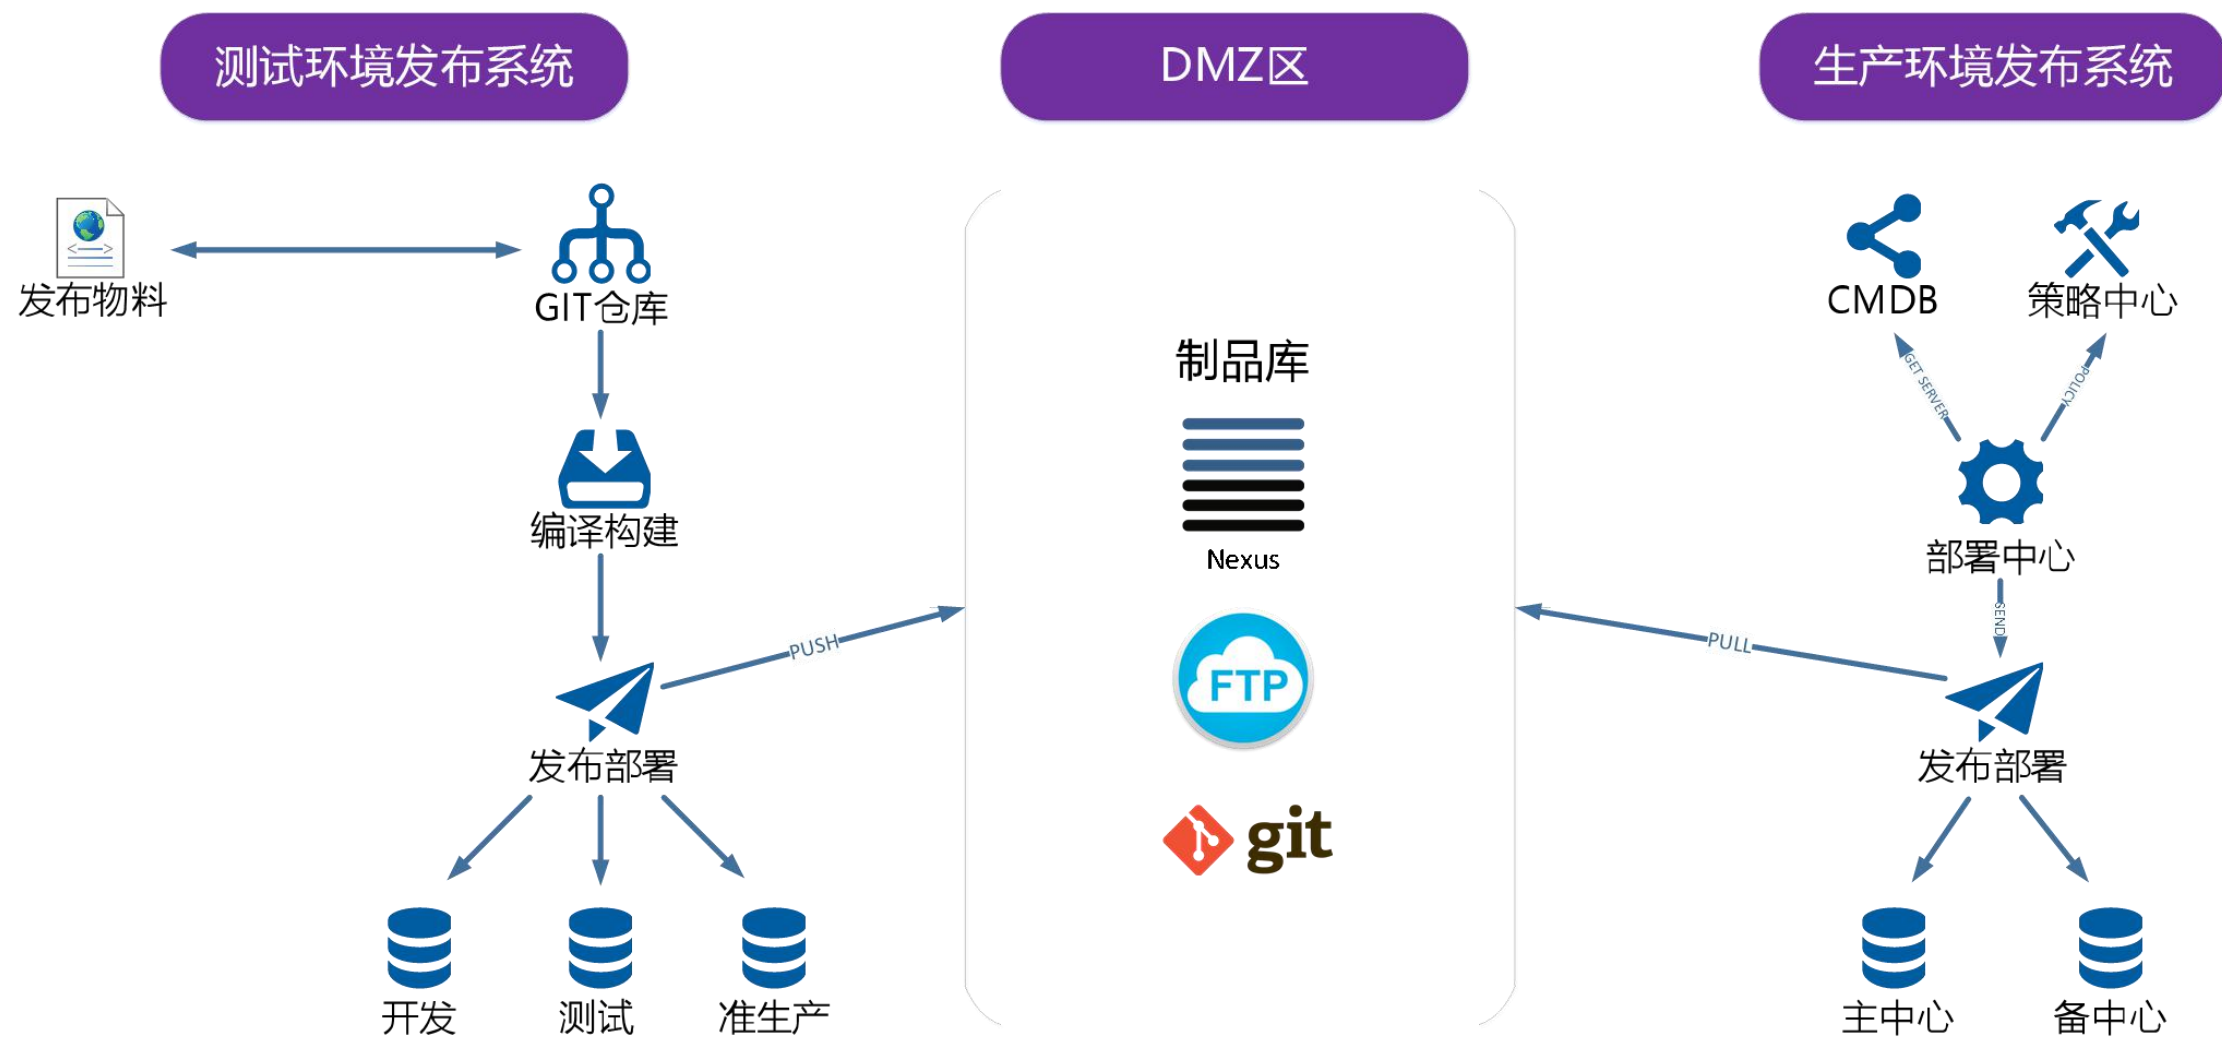 测试环境发布系统
DMZ区
生产环境发布系统
发布物料
GIT仓库
编译构建
发布部署
PUSH
开发
测试
准生产
制品库
Nexus
FTP
git
CMDB
策略中心
GET SERVER
POLICY
部署中心
SEND
PULL
发布部署
主中心
备中心